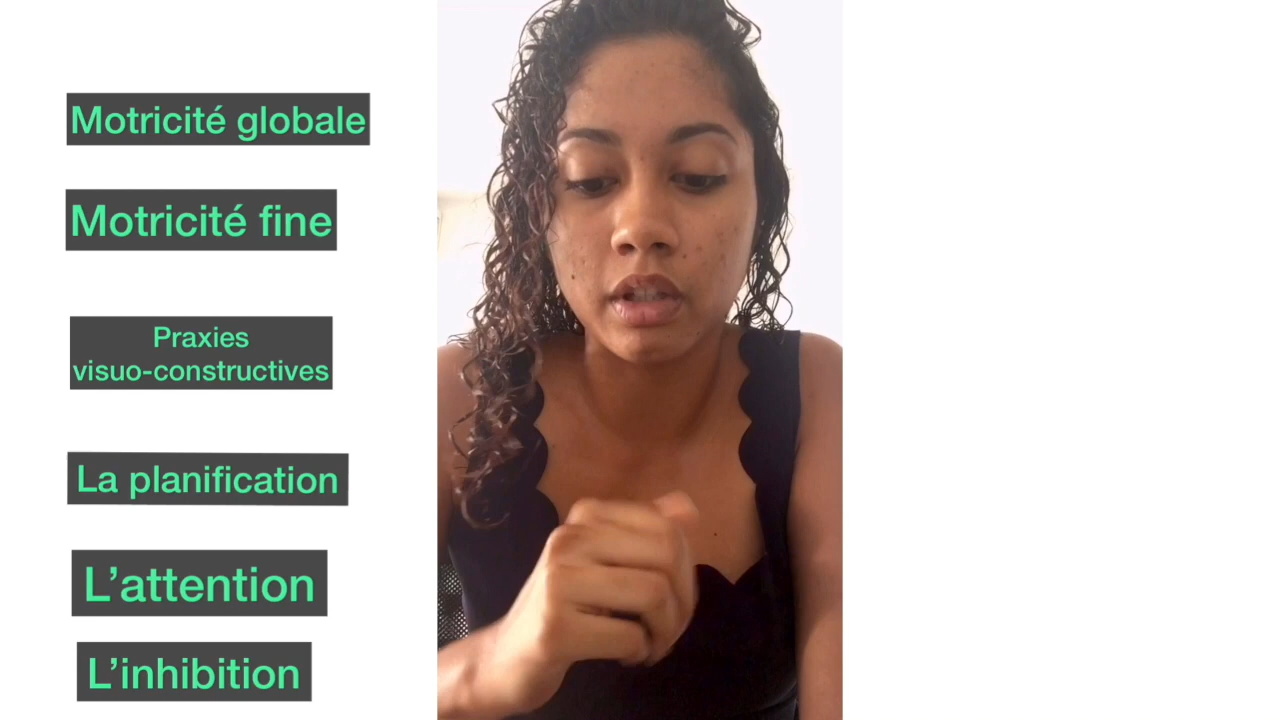 Motricité globale
Motricité fine
Praxies
visuo-constructives
La planification
L’attention
L’inhibition